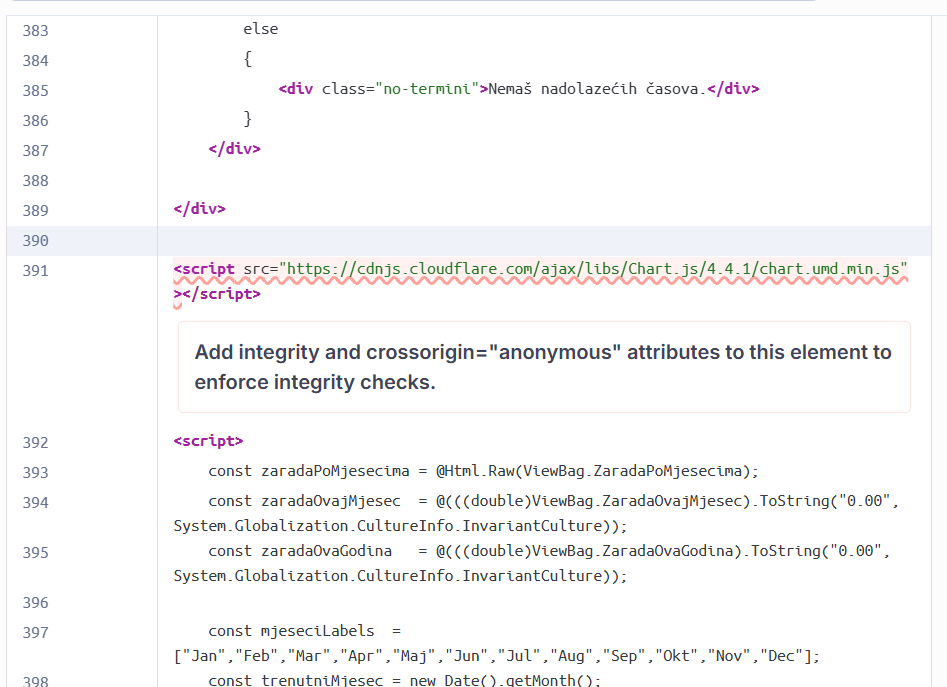 383 else
384 {
385 <div class="no-termini">Nemaš nadolazećih časova.</div>
386 }
387 </div>
388
389 </div>
390
391 <script src="https://cdnjs.cloudflare.com/ajax/libs/Chart.js/4.4.1/chart.umd.min.js"
></script>
Add integrity and crossorigin="anonymous" attributes to this element to
enforce integrity checks.
392 <script>
393 const zaradaPoMjesecima = @Html.Raw(ViewBag.ZaradaPoMjesecima);
394 const zaradaOvajMjesec = @(((double)ViewBag.ZaradaOvajMjesec).ToString("0.00",
System.Globalization.CultureInfo.InvariantCulture));
395 const zaradaOvaGodina = @(((double)ViewBag.ZaradaOvaGodina).ToString("0.00",
System.Globalization.CultureInfo.InvariantCulture));
396
397 const mjeseciLabels =
["Jan","Feb","Mar","Apr","Maj","Jun","Jul","Aug","Sep","Okt","Nov","Dec"];
398 const trenutniMjesec = new Date().getMonth();